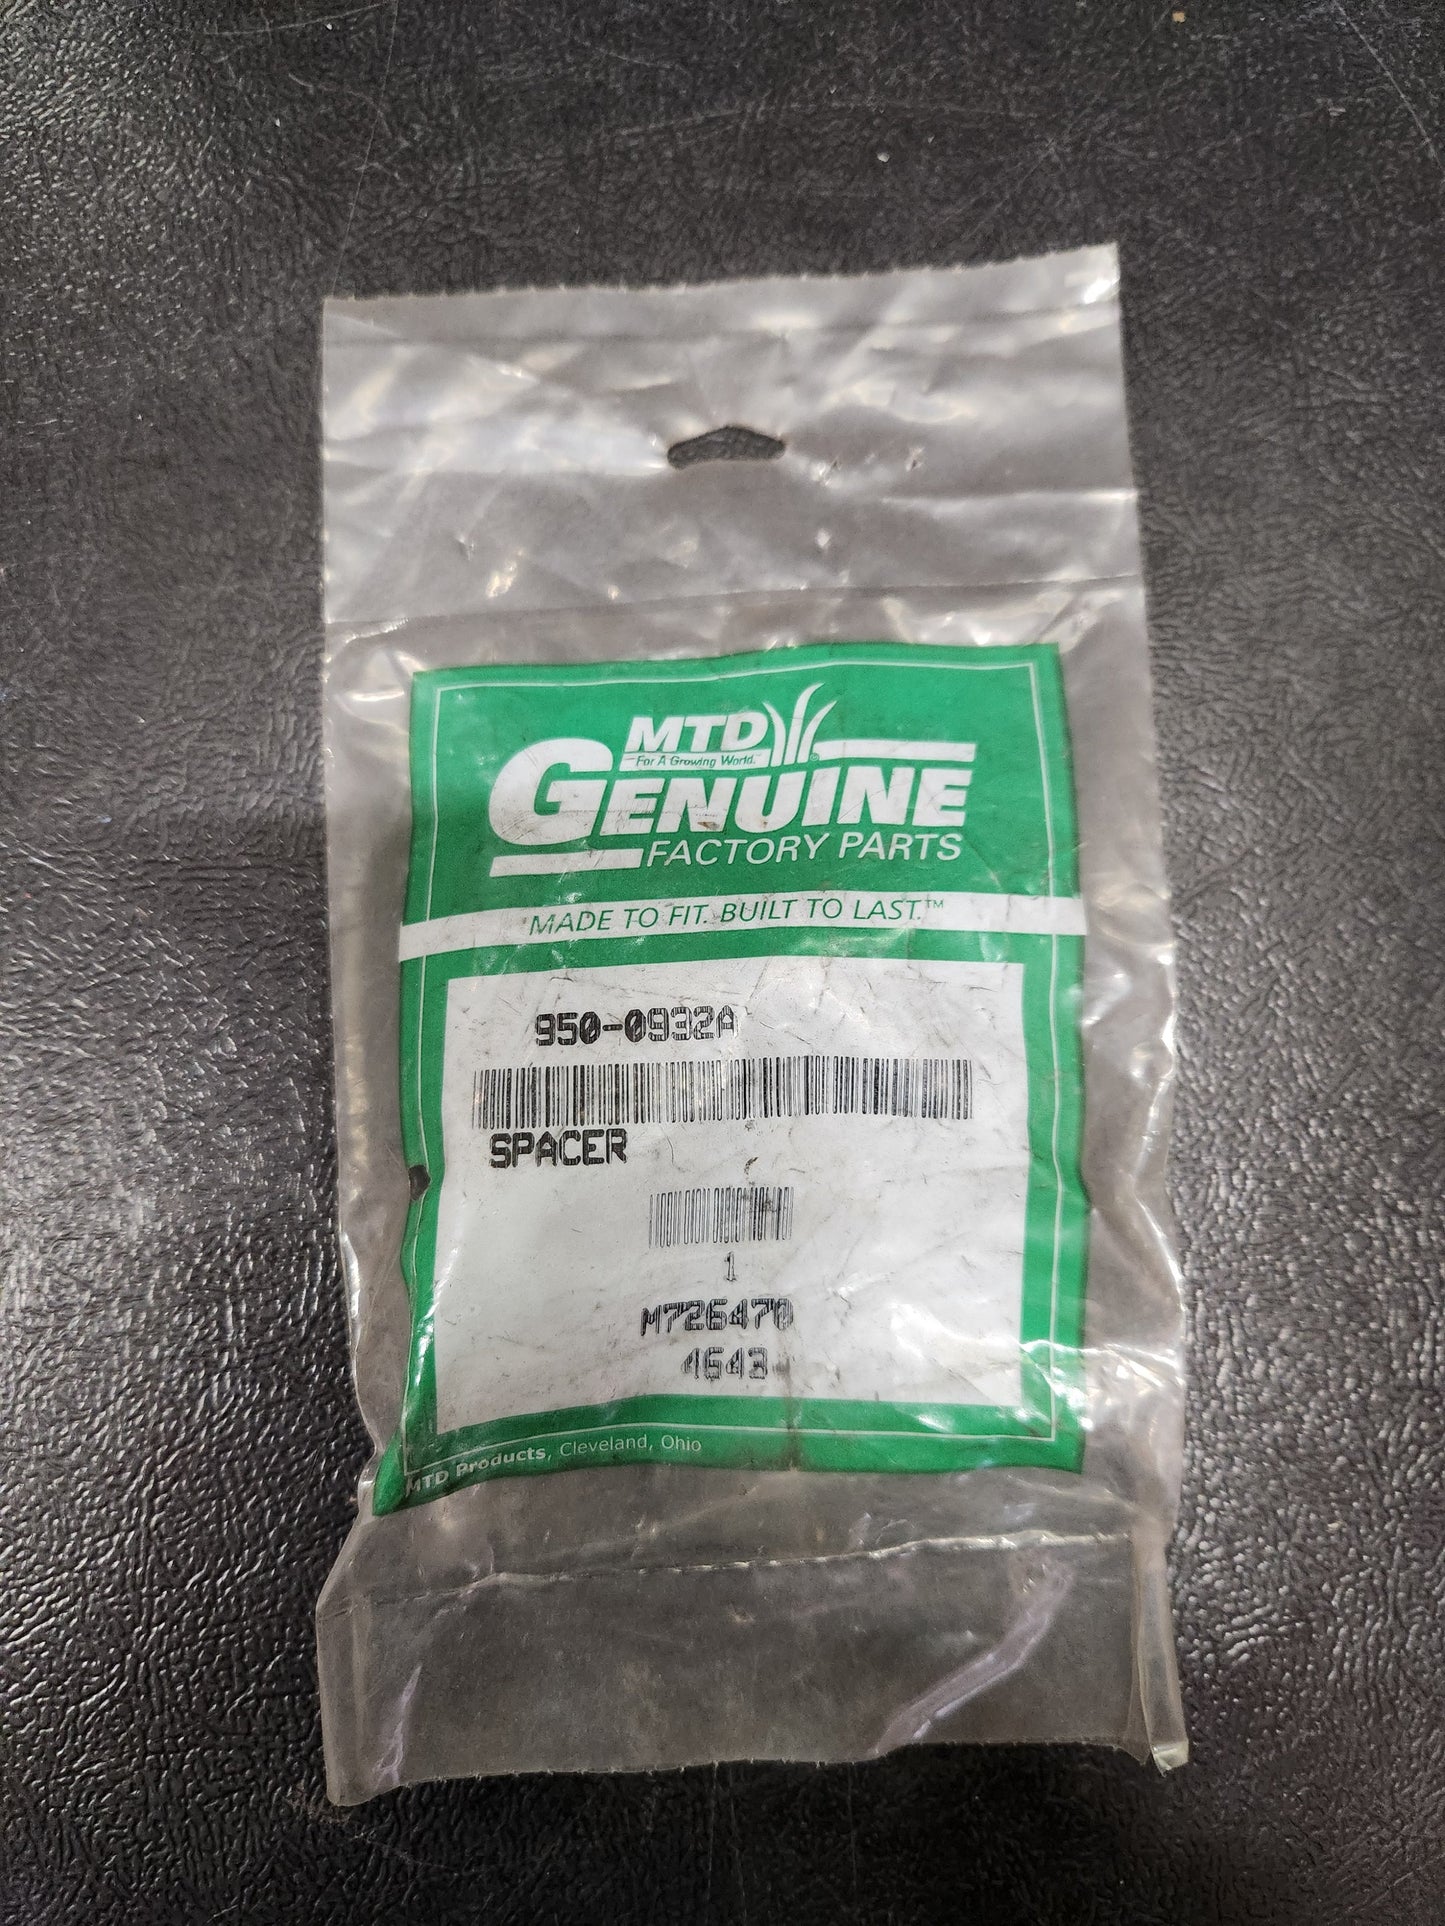 MTD
For A Growing World.™
®
GENUINE
FACTORY PARTS
MADE TO FIT. BUILT TO LAST.™
950-0932A
SPACER
1
M726470
4643
MTD Products, Cleveland, Ohio